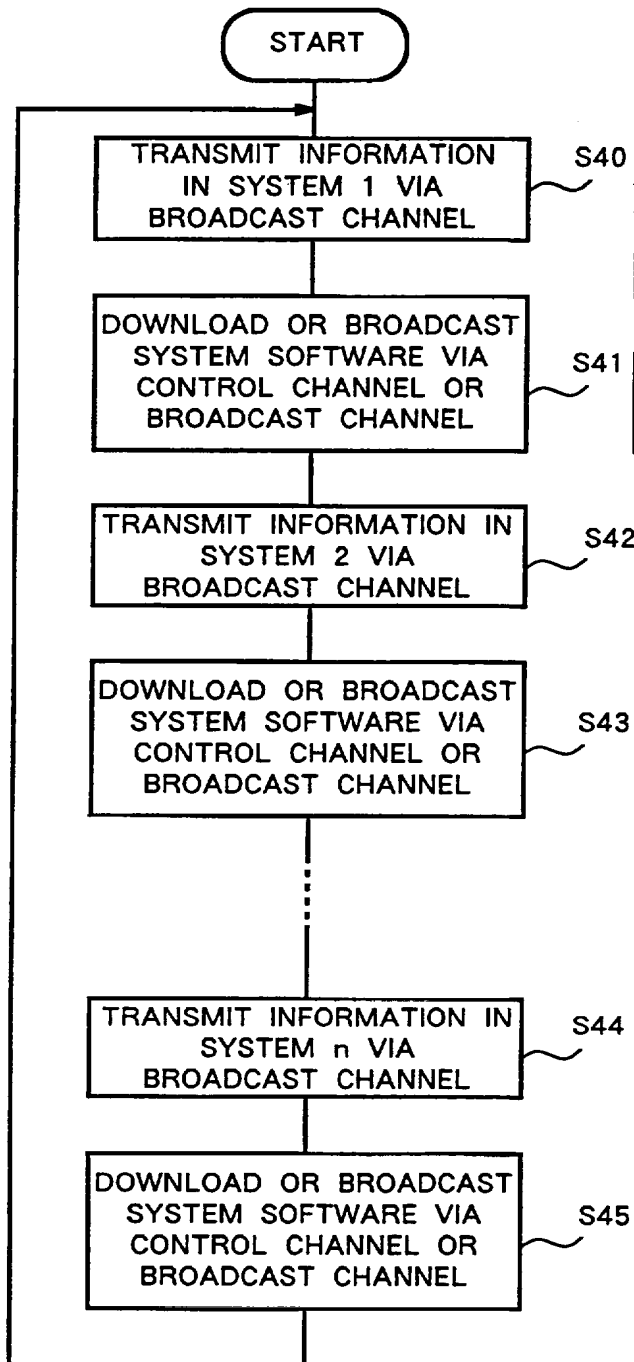 START
TRANSMIT INFORMATION
IN SYSTEM 1 VIA
BROADCAST CHANNEL
S40
DOWNLOAD OR BROADCAST
SYSTEM SOFTWARE VIA
CONTROL CHANNEL OR
BROADCAST CHANNEL
S41
TRANSMIT INFORMATION IN
SYSTEM 2 VIA
BROADCAST CHANNEL
S42
DOWNLOAD OR BROADCAST
SYSTEM SOFTWARE VIA
CONTROL CHANNEL OR
BROADCAST CHANNEL
S43
TRANSMIT INFORMATION IN
SYSTEM n VIA
BROADCAST CHANNEL
S44
DOWNLOAD OR BROADCAST
SYSTEM SOFTWARE VIA
CONTROL CHANNEL OR
BROADCAST CHANNEL
S45